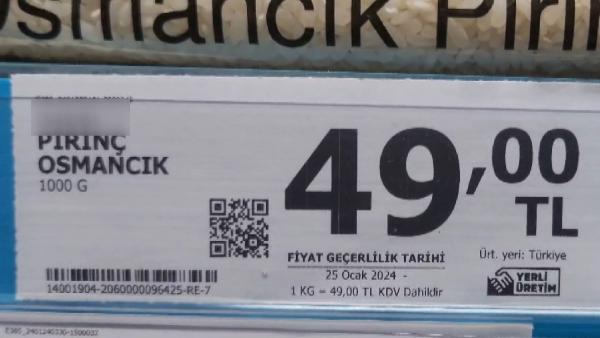 Osmancık Piri
PİRİNÇ
OSMANCIK
1000 G
49,00
TL
FİYAT GEÇERLİLİK TARİHİ
25 Ocak 2024 -
1 KG = 49,00 TL KDV Dahildir
Ürt. yeri: Türkiye
YERLİ
ÜRETİM
14001904-2060000096425-RE-7